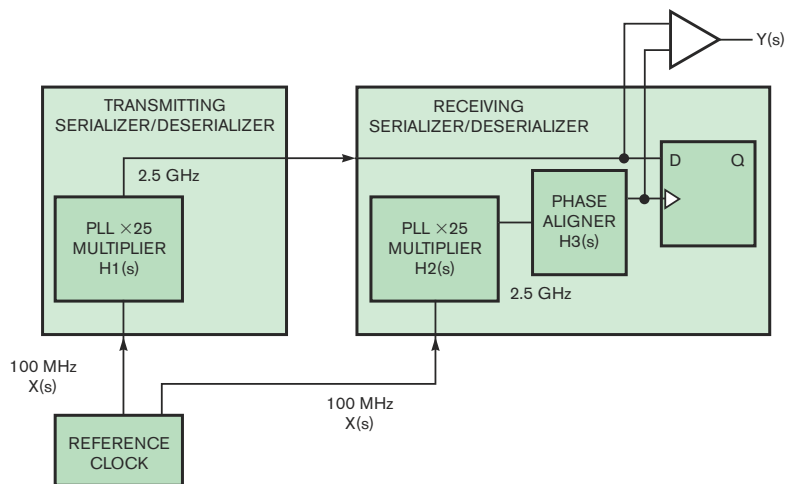 Y(s)
TRANSMITTING
SERIALIZER/DESERIALIZER
RECEIVING
SERIALIZER/DESERIALIZER
2.5 GHz
D
Q
PLL ×25
MULTIPLIER
H1(s)
PLL ×25
MULTIPLIER
H2(s)
PHASE
ALIGNER
H3(s)
2.5 GHz
100 MHz
X(s)
100 MHz
X(s)
REFERENCE
CLOCK